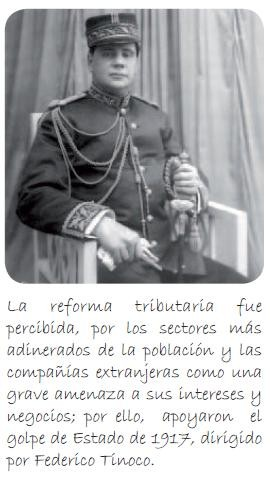 La reforma tributaria fue
percibida, por los sectores más
adinerados de la población y las
compañías extranjeras como una
grave amenaza a sus intereses y
negocios; por ello, apoyaron el
golpe de Estado de 1917, dirigido
por Federico Tinoco.